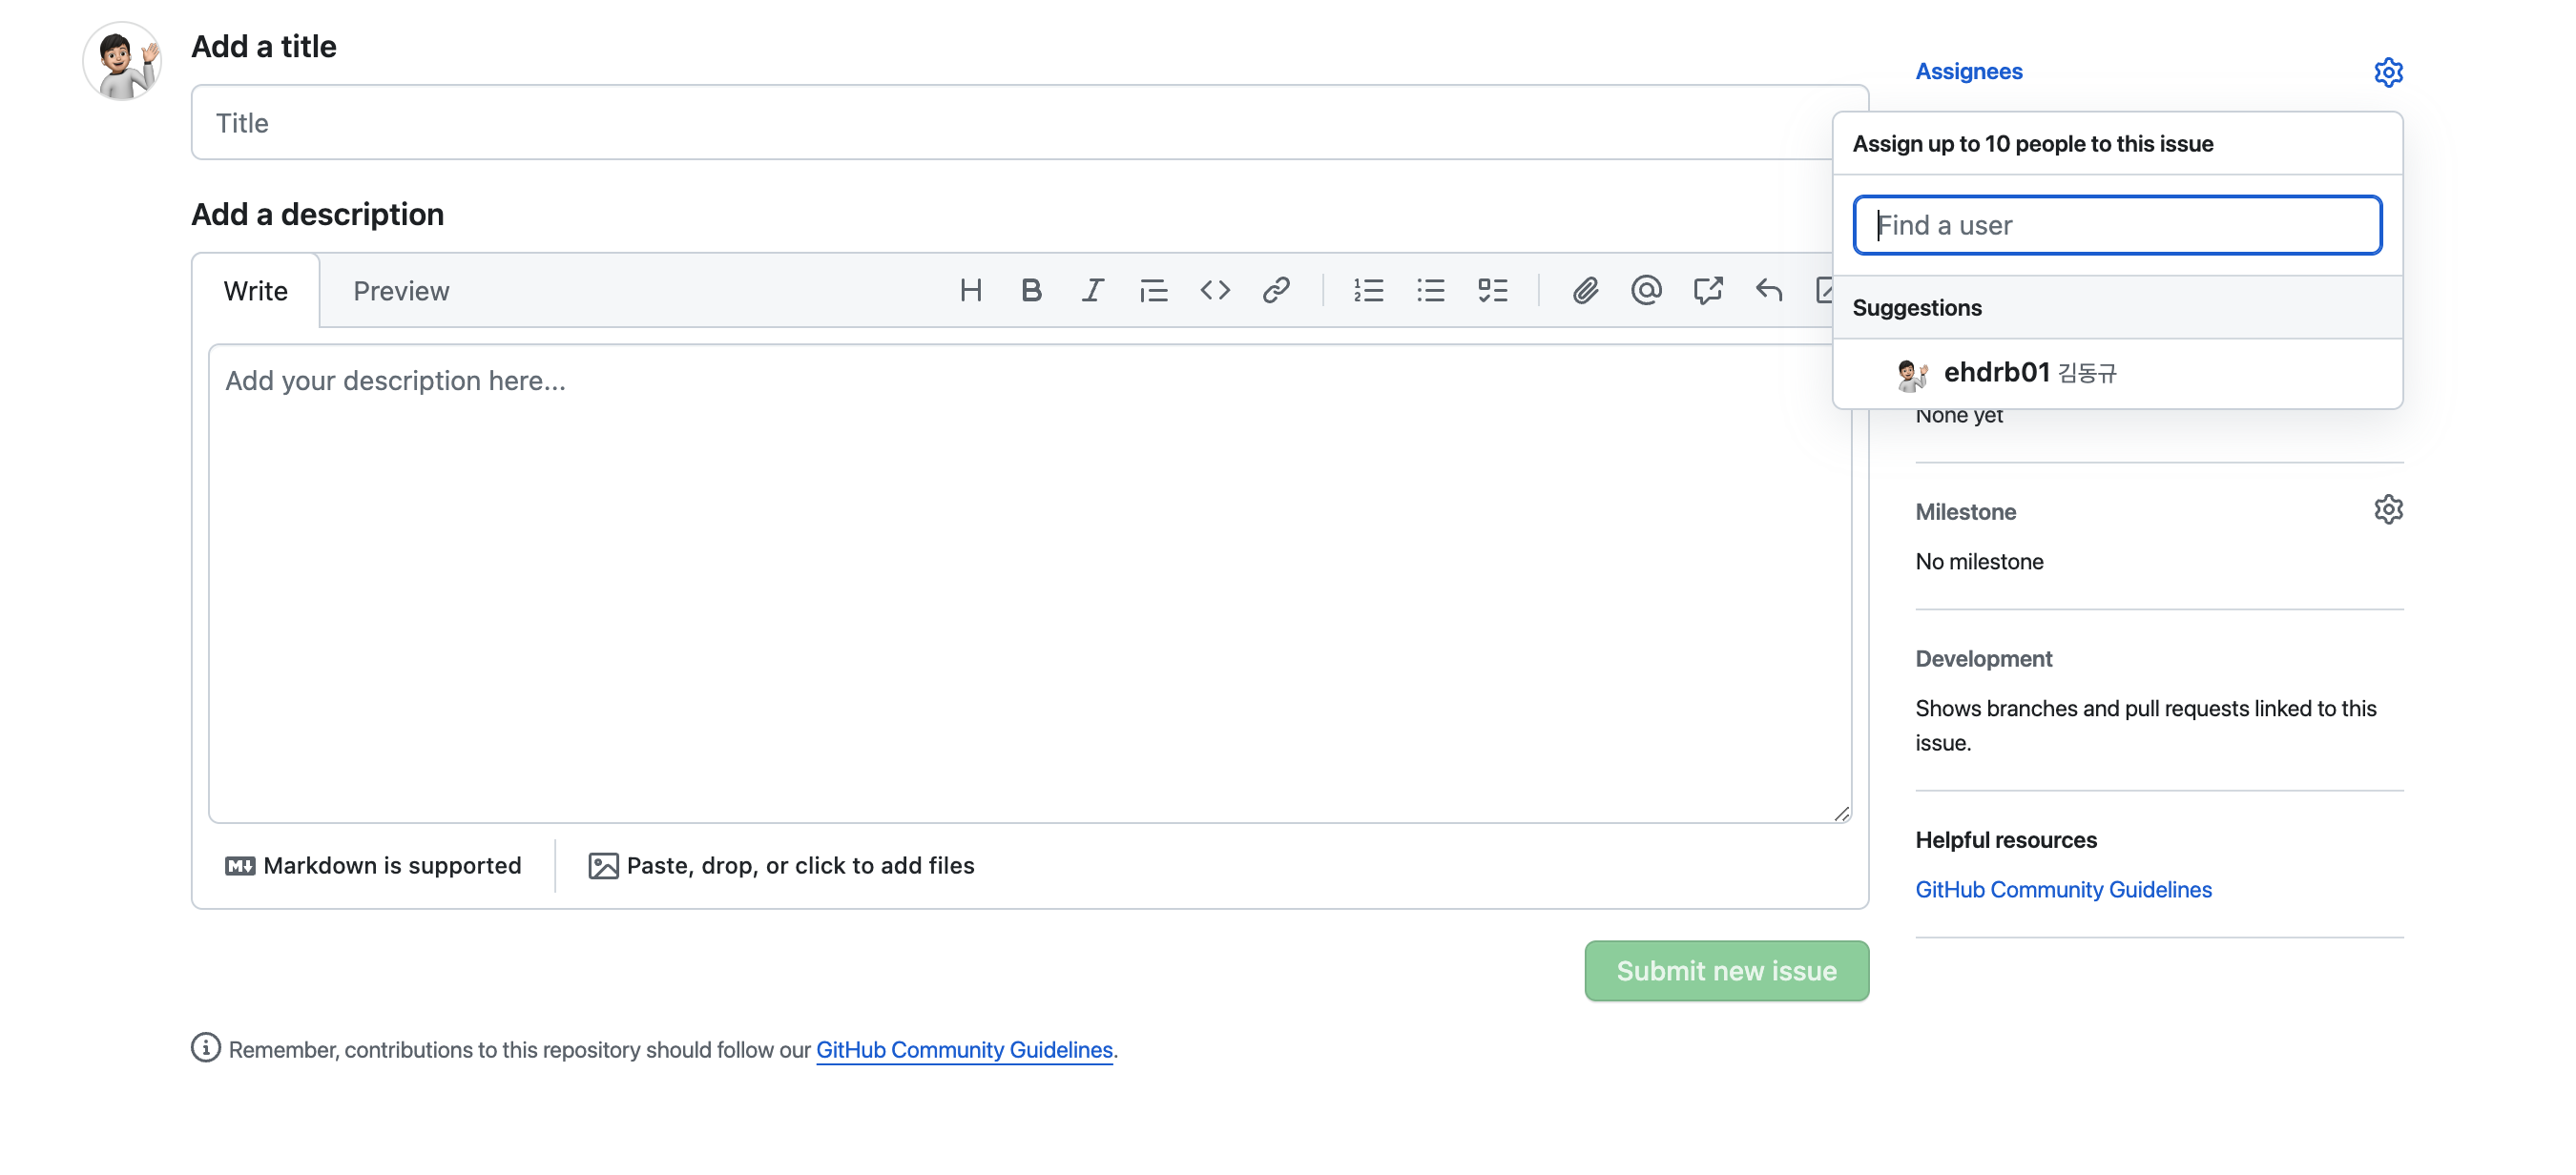 Add a title
Title
Add a description
Write
Preview
Add your description here...
Markdown is supported
Paste, drop, or click to add files
Submit new issue
Remember, contributions to this repository should follow our GitHub Community Guidelines.
Assignees
Assign up to 10 people to this issue
Find a user
Suggestions
ehdrb01 김동규
None yet
Milestone
No milestone
Development
Shows branches and pull requests linked to this
issue.
Helpful resources
GitHub Community Guidelines